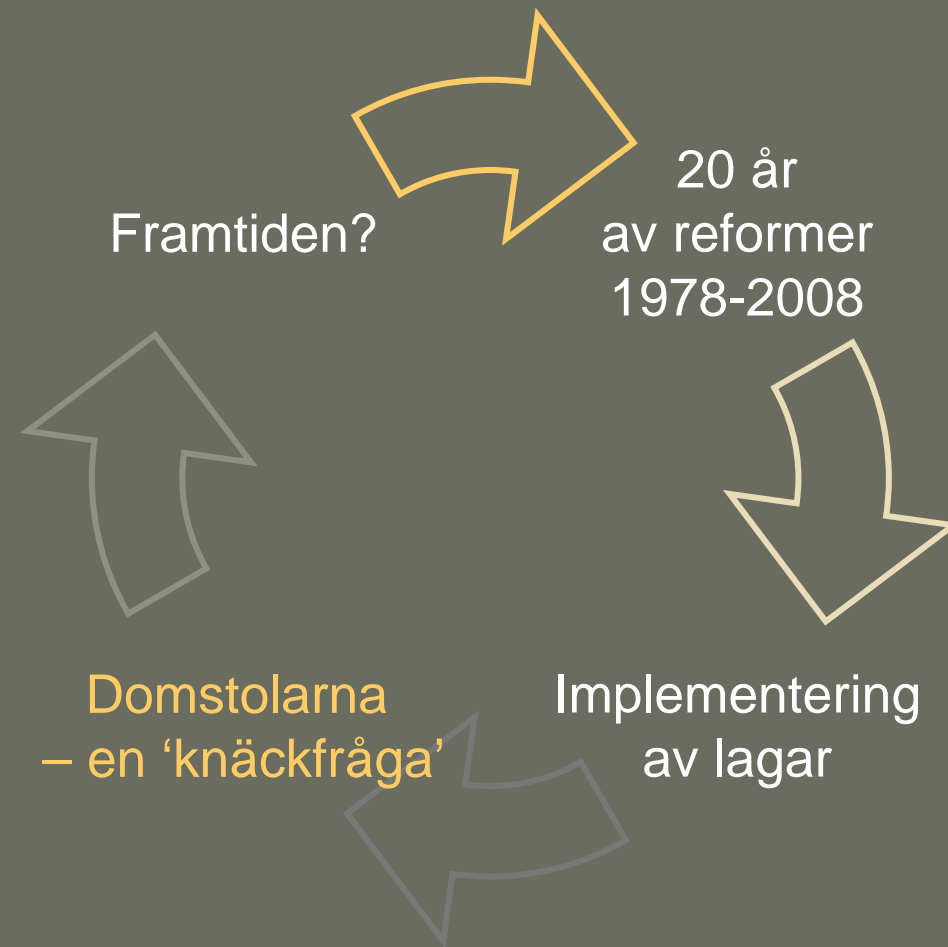 Framtiden?
20 år
av reformer
1978-2008
Implementering
av lagar
Domstolarna
– en ‘knäckfråga’